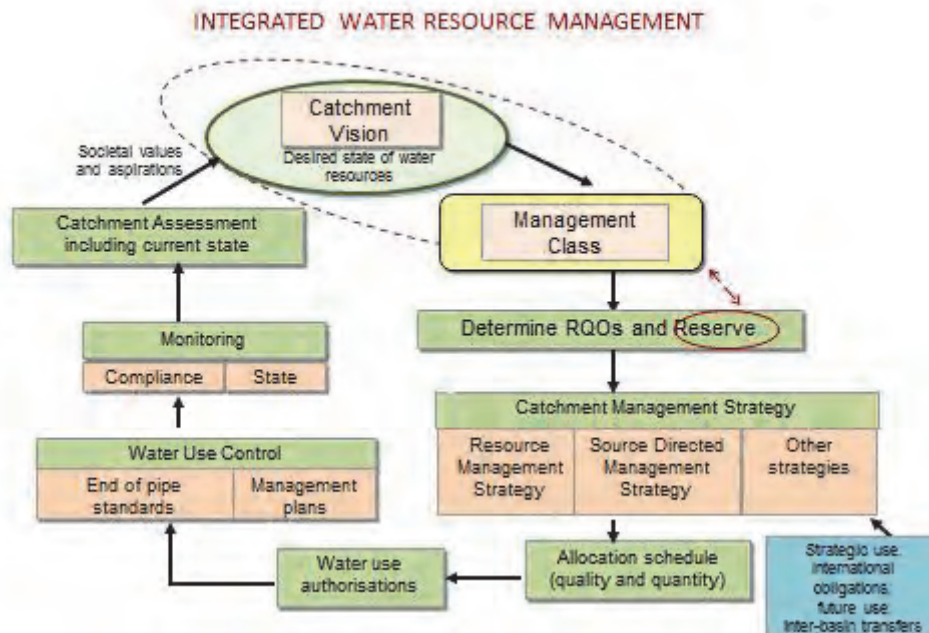 INTEGRATED WATER RESOURCE MANAGEMENT
Catchment
Vision
Desired state of water
resources
Societal values
and aspirations
Catchment Assessment
including current state
Management
Class
Determine RQOs and Reserve
Monitoring
Compliance
State
Catchment Management Strategy
Resource
Management
Strategy
Source Directed
Management
Strategy
Other
strategies
Water Use Control
End of pipe
standards
Management
plans
Water use
authorisations
Allocation schedule
(quality and quantity)
Strategic use:
international
obligations;
future use:
Inter-basin transfers